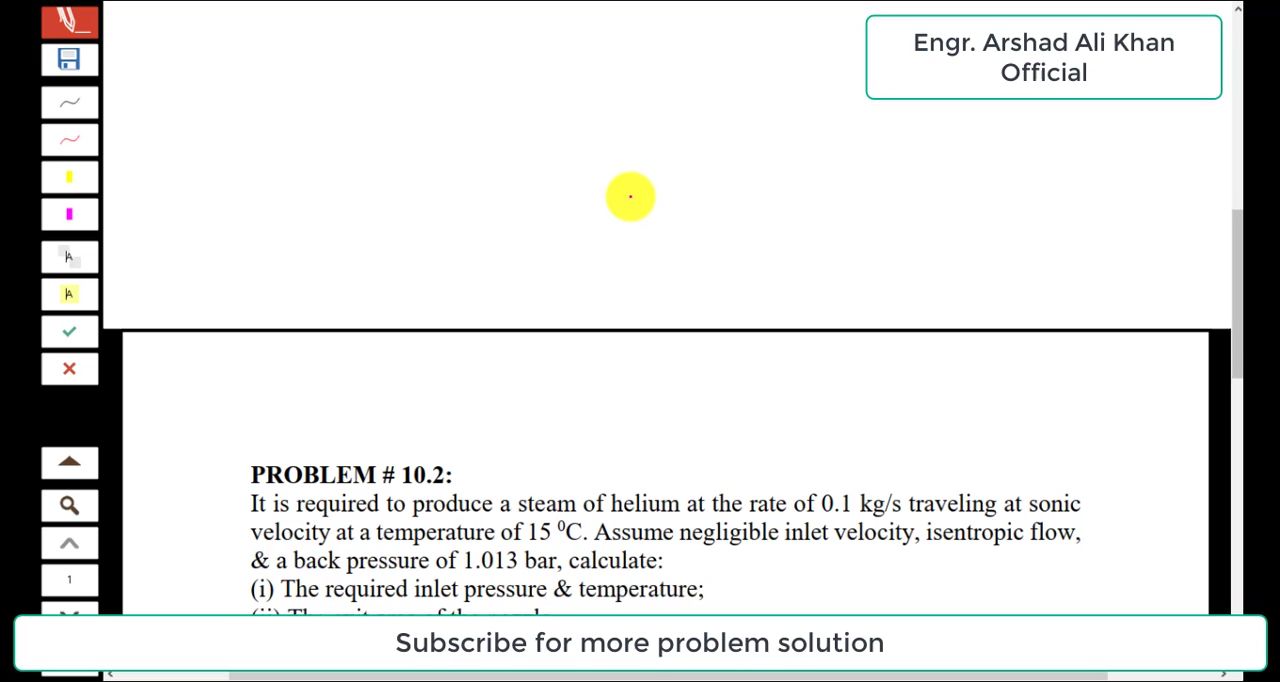 Engr. Arshad Ali Khan
Official
A
A
PROBLEM # 10.2:
It is required to produce a steam of helium at the rate of 0.1 kg/s traveling at sonic
velocity at a temperature of 15 ⁰C. Assume negligible inlet velocity, isentropic flow,
& a back pressure of 1.013 bar, calculate:
(i) The required inlet pressure & temperature;
1
Subscribe for more problem solution